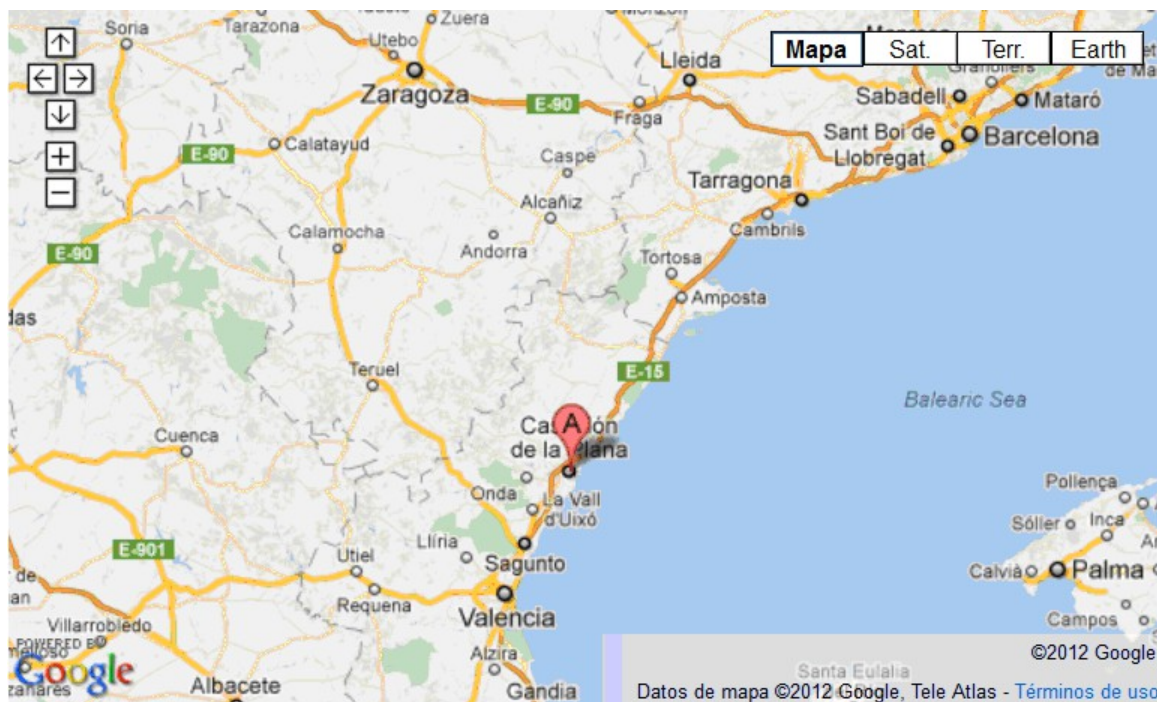 Soria
Tarazona
Utebo
Zuera
Zaragoza
E-90
Lleida
Fraga
Mapa
Sat.
Terr.
Earth
Granollers
Sabadell
Mataró
Sant Boi de
Llobregat
Barcelona
Calatayud
E-90
Caspe
Tarragona
Alcañiz
Cambrils
Calamocha
Andorra
E-90
Tortosa
Amposta
Teruel
E-15
Balearic Sea
A
de la Plana
Cuenca
Onda
La Vall
d'Uixó
Pollença
Sóller
Inca
E-901
Utiel
Llíria
Sagunto
Calvià
Palma
Requena
Valencia
Campos
Villarrobledo
POWERED BY
Google
Alzira
Albacete
Gandia
Santa Eulalia
©2012 Google
Datos de mapa ©2012 Google, Tele Atlas - Términos de uso